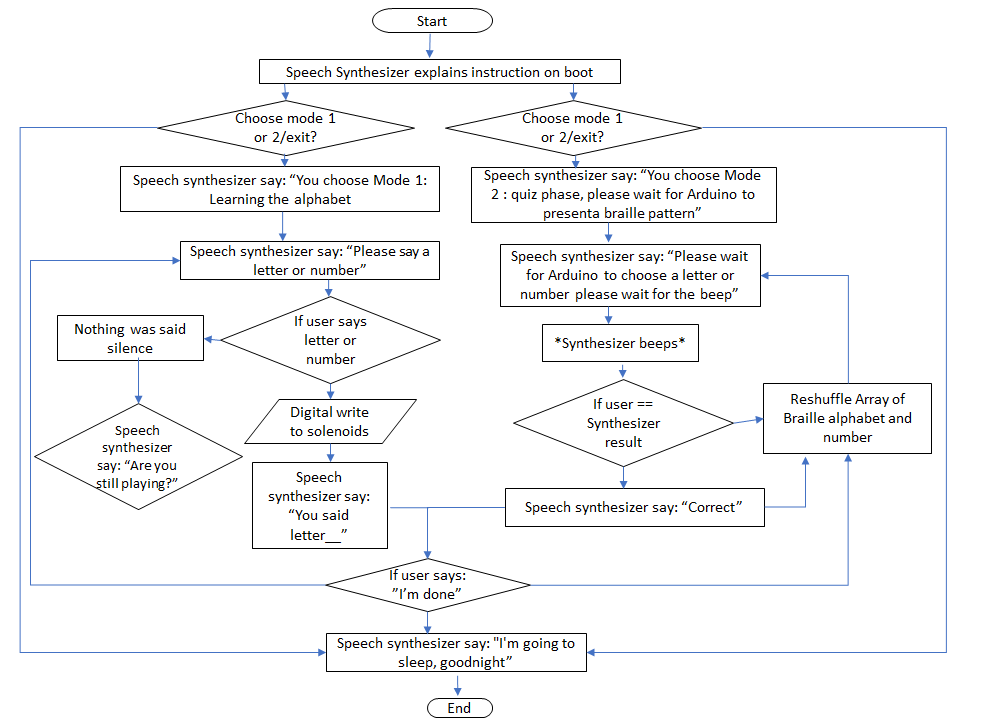 Start
Speech Synthesizer explains instruction on boot
Choose mode 1
or 2/exit?
Choose mode 1
or 2/exit?
Speech synthesizer say: “You choose Mode 1:
Learning the alphabet
Speech synthesizer say: “You choose Mode
2 : quiz phase, please wait for Arduino to
presenta braille pattern”
Speech synthesizer say: “Please say a
letter or number”
Speech synthesizer say: “Please wait
for Arduino to choose a letter or
number please wait for the beep”
Nothing was said
silence
If user says
letter or
number
*Synthesizer beeps*
Speech
synthesizer
say: “Are you
still playing?”
Digital write
to solenoids
If user ==
Synthesizer
result
Reshuffle Array of
Braille alphabet and
number
Speech
synthesizer say:
“You said
letter__”
Speech synthesizer say: “Correct”
If user says:
”I’m done”
Speech synthesizer say: "I'm going to
sleep, goodnight”
End